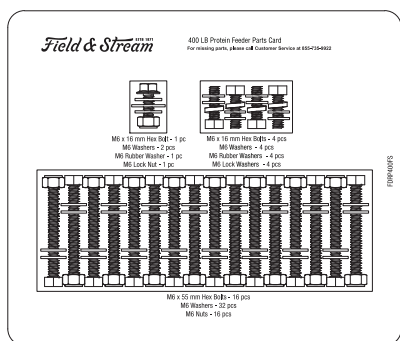 Field & Stream
ESTD 1871
400 LB Protein Feeder Parts Card
For missing parts, please call Customer Service at 855-735-9922
M6 x 16 mm Hex Bolt - 1 pc
M6 Washers - 2 pcs
M6 Rubber Washer - 1 pc
M6 Lock Nut - 1 pc
M6 x 16 mm Hex Bolts - 4 pcs
M6 Washers - 4 pcs
M6 Rubber Washers - 4 pcs
M6 Lock Washers - 4 pcs
FDRP400FS
M6 x 55 mm Hex Bolts - 16 pcs
M6 Washers - 32 pcs
M6 Nuts - 16 pcs